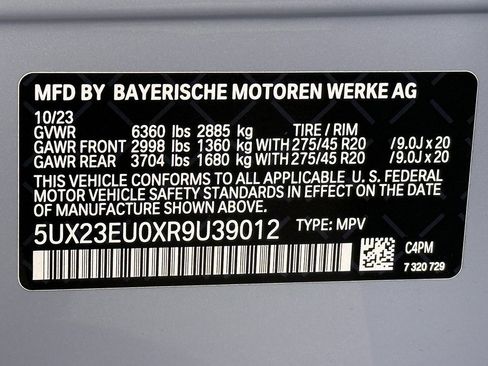 MFD BY BAYERISCHE MOTOREN WERKE AG
10/23
GVWR 6360 lbs 2885 kg TIRE / RIM
GAWR FRONT 2998 lbs 1360 kg WITH 275/45 R20 / 9.0J x 20
GAWR REAR 3704 lbs 1680 kg WITH 275/45 R20 / 9.0J x 20
THIS VEHICLE CONFORMS TO ALL APPLICABLE U. S. FEDERAL
MOTOR VEHICLE SAFETY STANDARDS IN EFFECT ON THE DATE
OF MANUFACTURE SHOWN ABOVE.
5UX23EU0XR9U39012 TYPE: MPV
C4PM
7 320 729